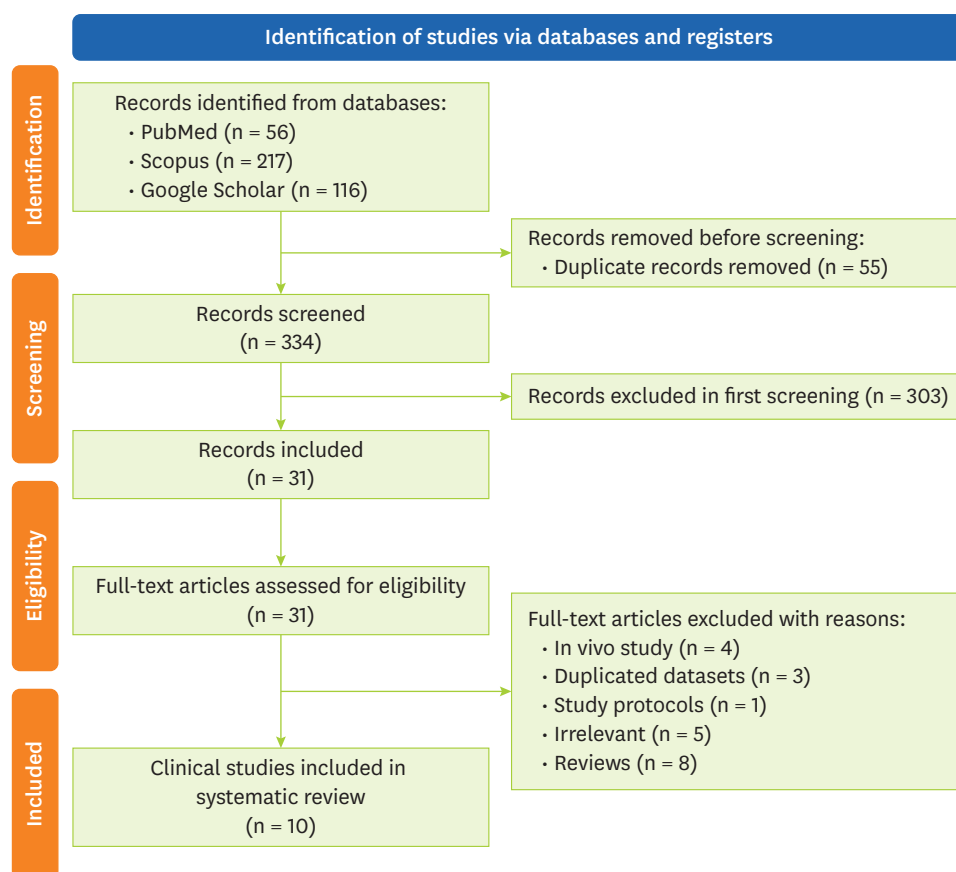 Identification of studies via databases and registers
Identification
Records identified from databases:
· PubMed (n = 56)
· Scopus (n = 217)
· Google Scholar (n = 116)
Records removed before screening:
· Duplicate records removed (n = 55)
Screening
Records screened
(n = 334)
Records excluded in first screening (n = 303)
Records included
(n = 31)
Eligibility
Full-text articles assessed for eligibility
(n = 31)
Full-text articles excluded with reasons:
· In vivo study (n = 4)
· Duplicated datasets (n = 3)
· Study protocols (n = 1)
· Irrelevant (n = 5)
· Reviews (n = 8)
Included
Clinical studies included in
systematic review
(n = 10)